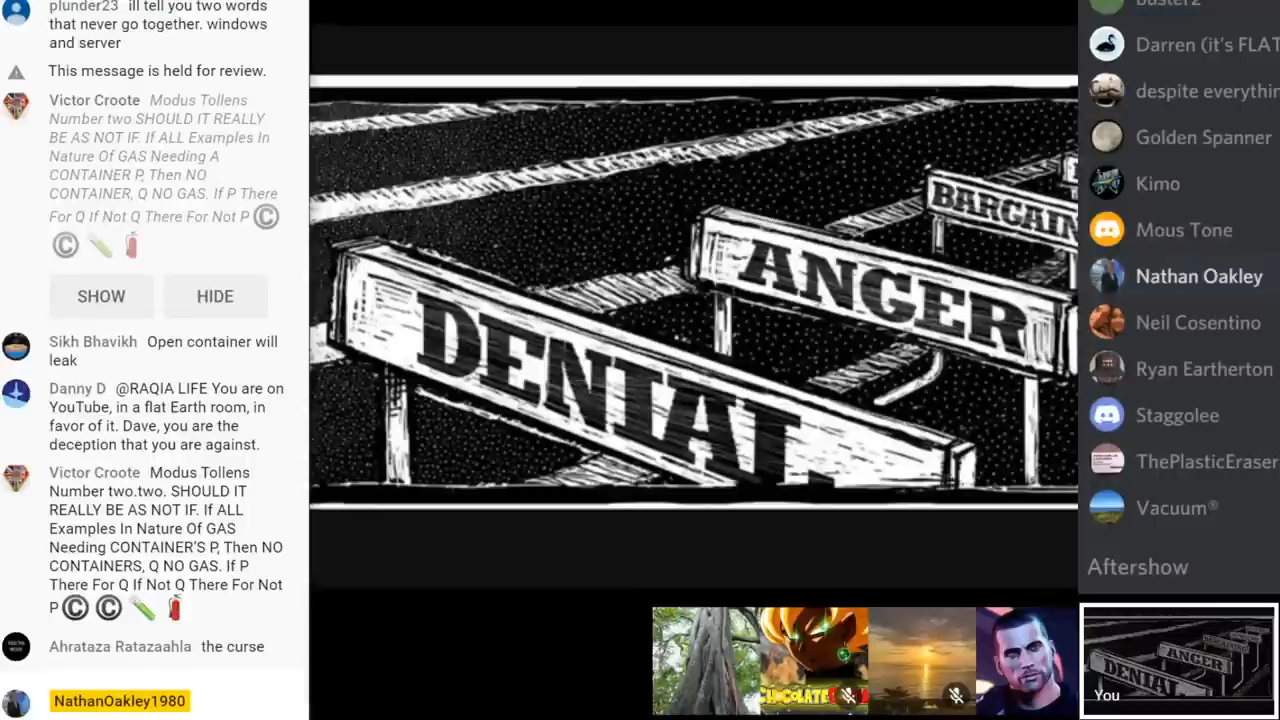 plunder23 ill tell you two words
that never go together. windows
and server
This message is held for review.
Victor Croote Modus Tollens
Number two SHOULD IT REALLY
BE AS NOT IF. If ALL Examples In
Nature Of GAS Needing A
CONTAINER P, Then NO
CONTAINER, Q NO GAS. If P There
For Q If Not Q There For Not P ©
©
SHOW HIDE
Sikh Bhavikh Open container will
leak
Danny D @RAQIA LIFE You are on
YouTube, in a flat Earth room, in
favor of it. Dave, you are the
deception that you are against.
Victor Croote Modus Tollens
Number two.two. SHOULD IT
REALLY BE AS NOT IF. If ALL
Examples In Nature Of GAS
Needing CONTAINER'S P, Then NO
CONTAINERS, Q NO GAS. If P
There For Q If Not Q There For Not
P © ©
Ahrataza Ratazaahla the curse
NathanOakley1980
DENIAL
ANGER
BARGAIN
Buster2
Darren (it's FLAT
despite everythin
Golden Spanner
Kimo
Mous Tone
Nathan Oakley
Neil Cosentino
Ryan Eartherton
Staggolee
ThePlasticEraser
Vacuum®
Aftershow
DENIAL
ANGER
You